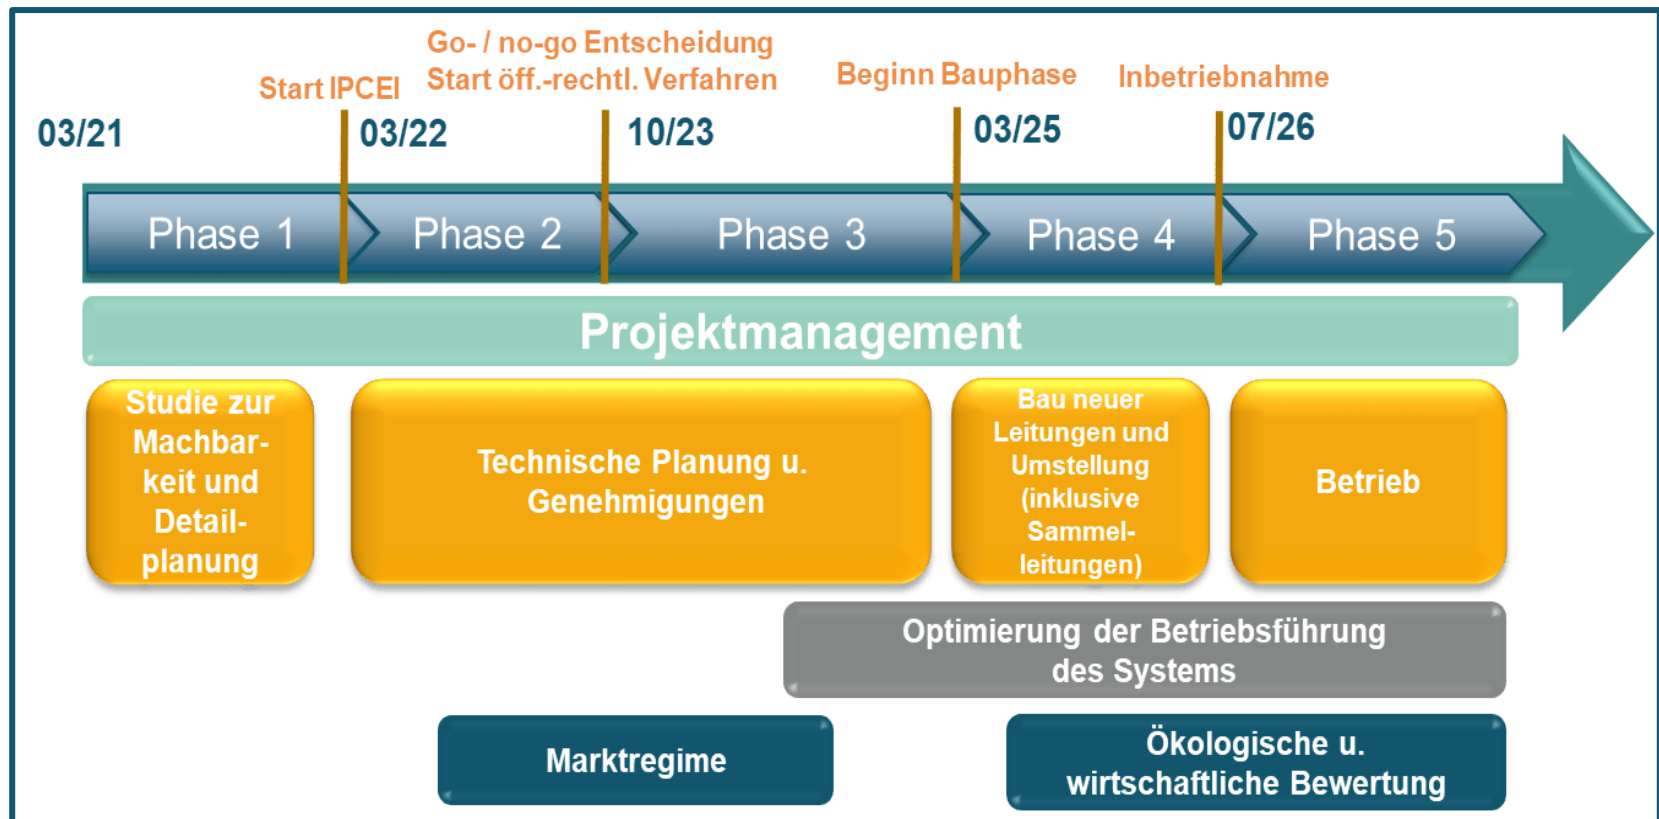 Go- / no-go Entscheidung
Start IPCEI
Start öff.-rechtl. Verfahren
Beginn Bauphase
Inbetriebnahme
03/21
03/22
10/23
03/25
07/26
Phase 1
Phase 2
Phase 3
Phase 4
Phase 5
Projektmanagement
Studie zur
Machbar-
keit und
Detail-
planung
Technische Planung u.
Genehmigungen
Bau neuer
Leitungen und
Umstellung
(inklusive
Sammel-
leitungen)
Betrieb
Optimierung der Betriebsführung
des Systems
Marktregime
Ökologische u.
wirtschaftliche Bewertung